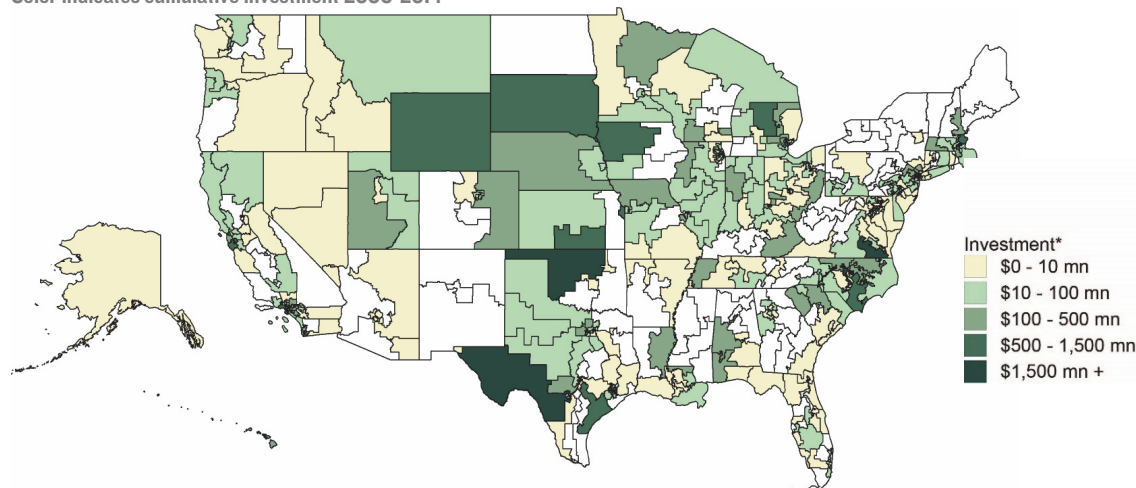 Investment*
$0 - 10 mn
$10 - 100 mn
$100 - 500 mn
$500 - 1,500 mn
$1,500 mn +